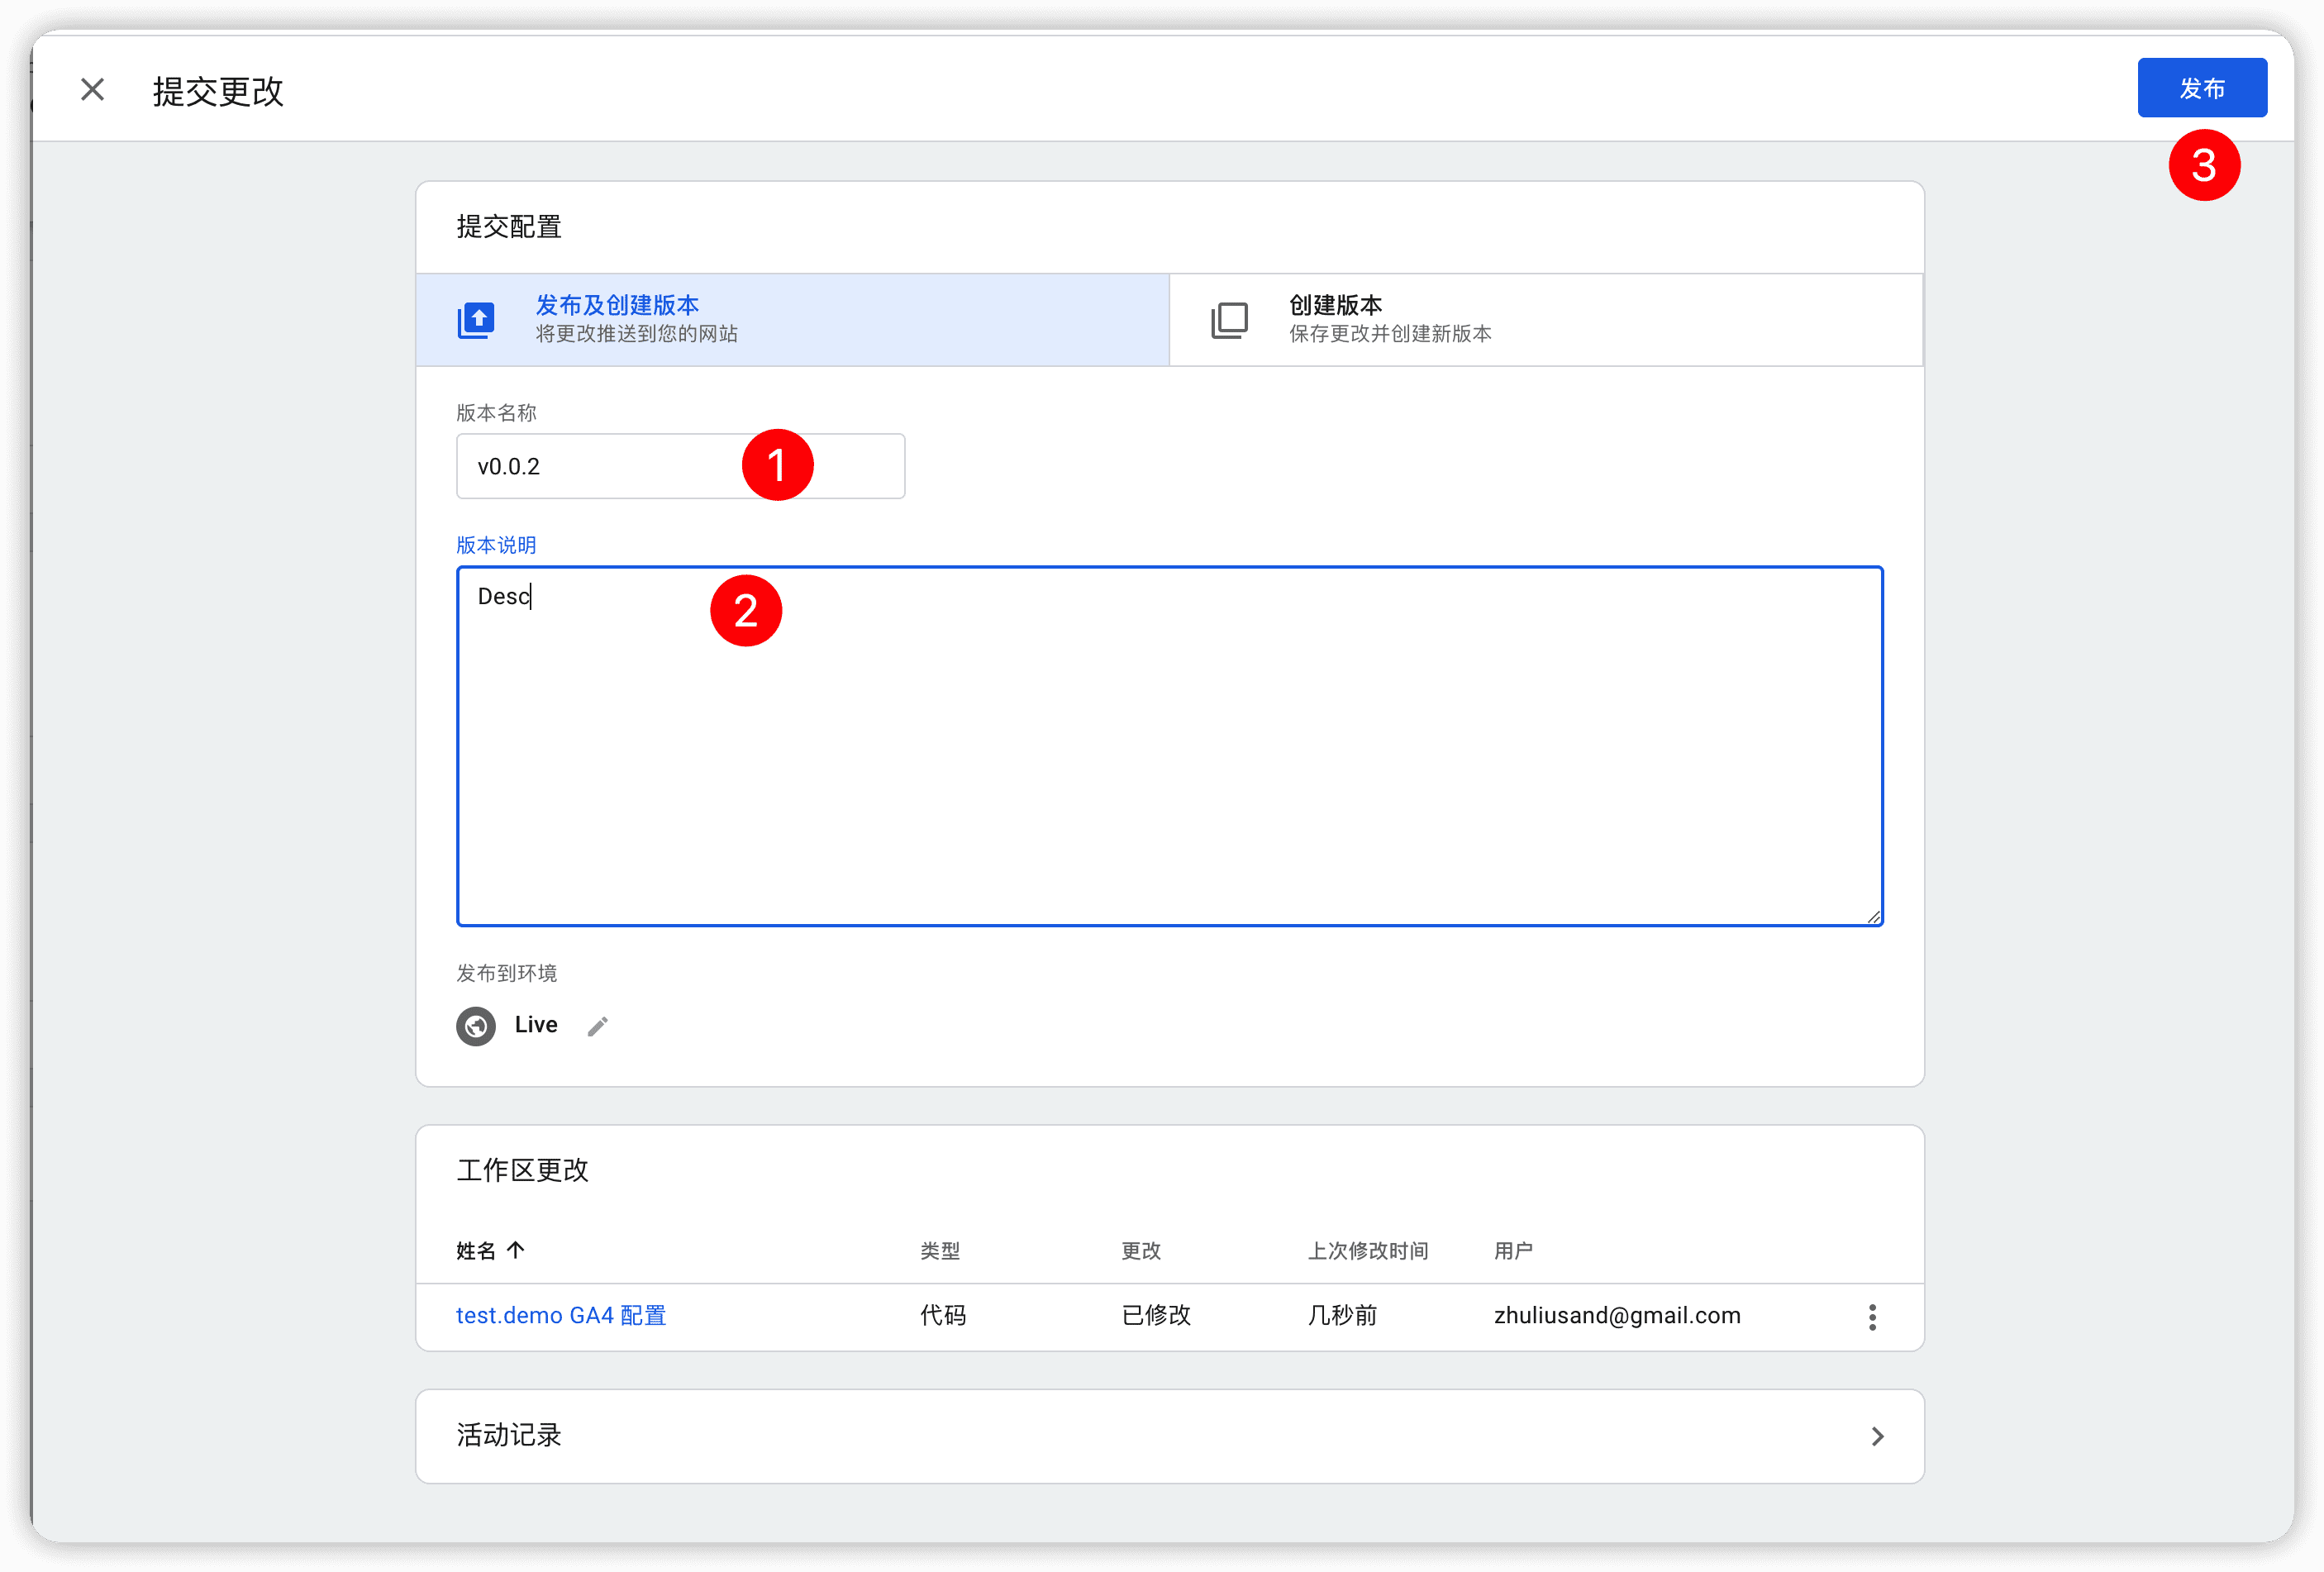 提交更改
发布
3
提交配置
发布及创建版本
将更改推送到您的网站
创建版本
保存更改并创建新版本
版本名称
v0.0.2
1
版本说明
Desc
2
发布到环境
Live
工作区更改
姓名 类型 更改 上次修改时间 用户
test.demo GA4 配置 代码 已修改 几秒前 zhuliusand@gmail.com
活动记录